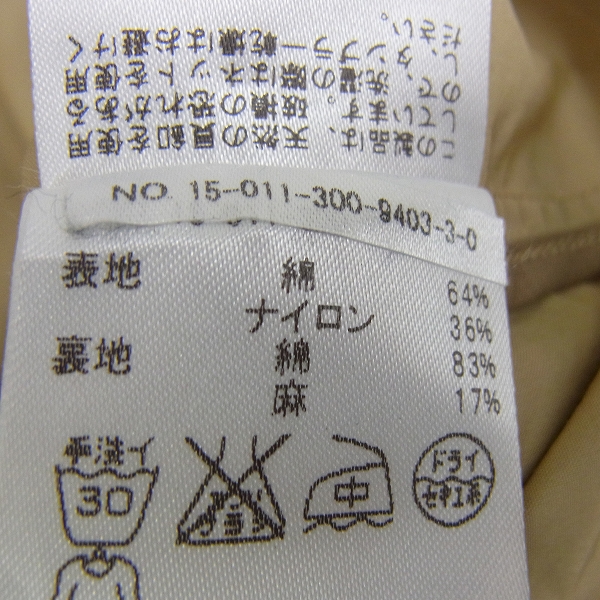 この製品は、天然の貝釦を使用
しています。破損の恐れがある
ので、洗濯の際はネットを使用
し、タンブラー乾燥はお避けく
ださい。
NO. 15-011-300-9403-3-0
表地 綿 64%
ナイロン 36%
裏地 綿 83%
麻 17%
手洗イ
30
中
ドライ
セキユ系